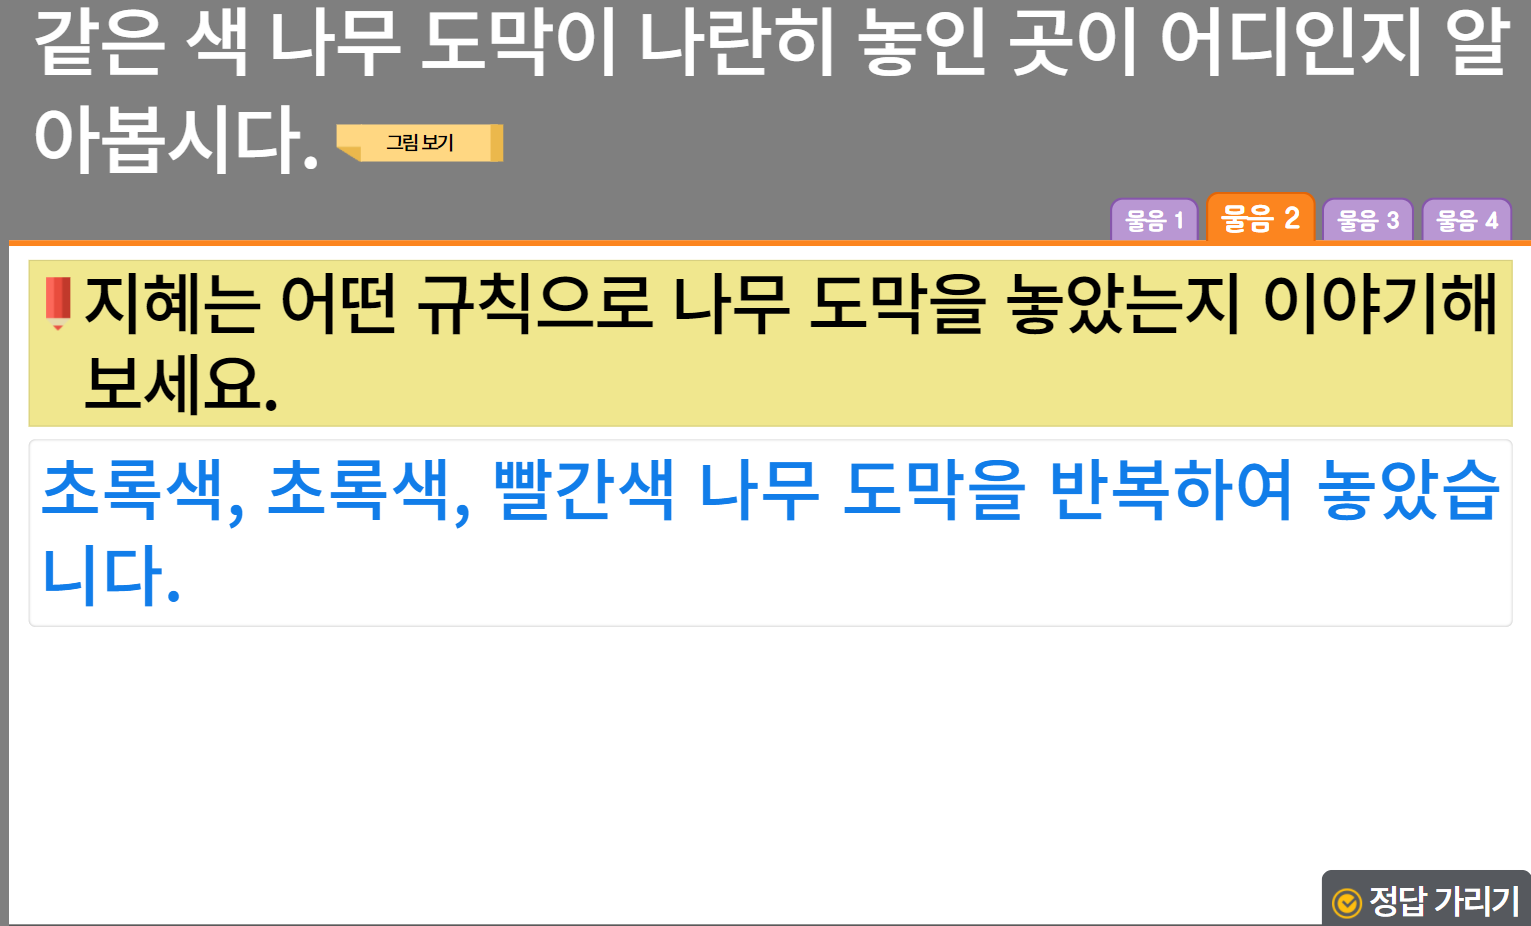 같은 색 나무 도막이 나란히 놓인 곳이 어디인지 알
아봅시다. 그림 보기
물음 1 물음 2 물음 3 물음 4
지혜는 어떤 규칙으로 나무 도막을 놓았는지 이야기해
보세요.
초록색, 초록색, 빨간색 나무 도막을 반복하여 놓았습
니다.
정답 가리기